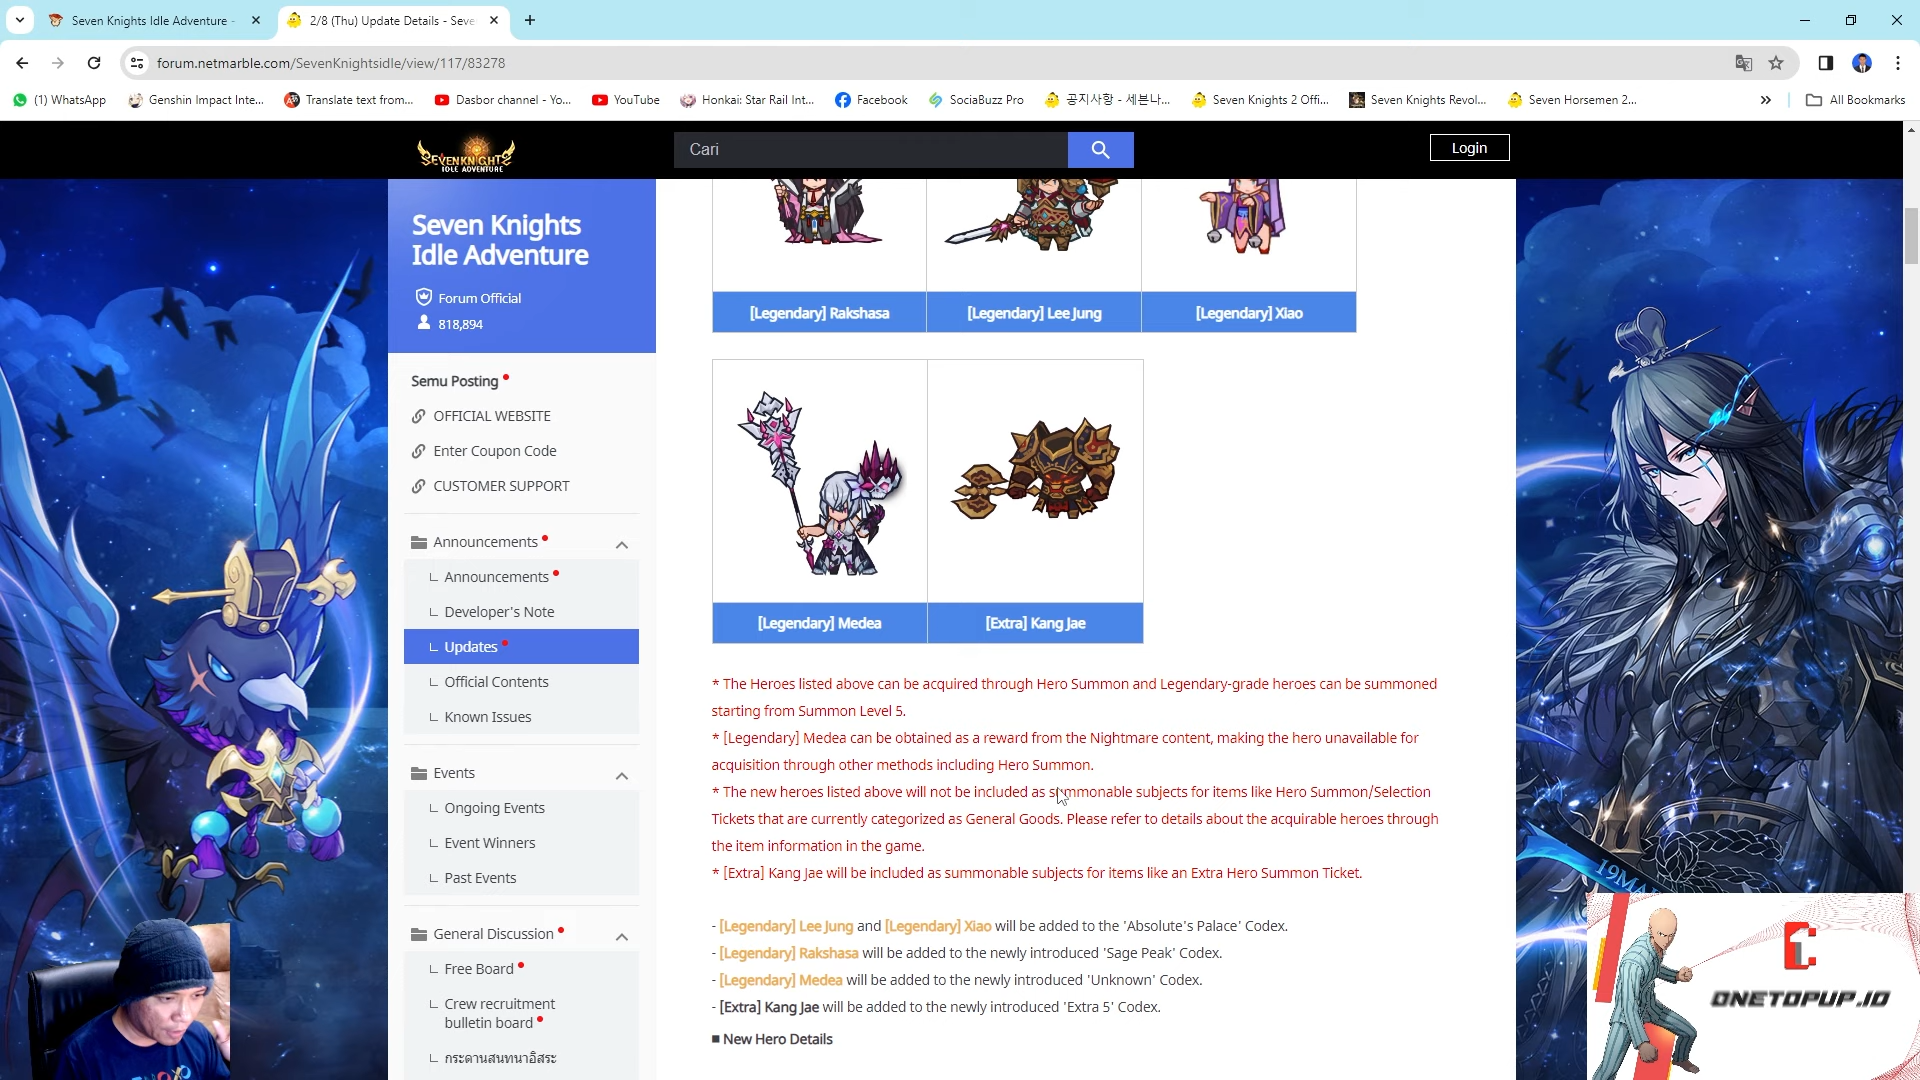 Seven Knights Idle Adventure -
2/8 (Thu) Update Details - Seve
forum.netmarble.com/SevenKnightsidle/view/117/83278
(1) WhatsApp
Genshin Impact Inte...
Translate text from...
Dasbor channel - Yo...
YouTube
Honkai: Star Rail Int...
Facebook
SociaBuzz Pro
공지사항 - 세븐나...
Seven Knights 2 Offi...
Seven Knights Revol...
Seven Horsemen 2...
All Bookmarks
SEVEN KNIGHTS
IDLE ADVENTURE
Cari
Login
Seven Knights
Idle Adventure
Forum Official
818,894
Semu Posting
OFFICIAL WEBSITE
Enter Coupon Code
CUSTOMER SUPPORT
Announcements
Announcements
Developer's Note
Updates
Official Contents
Known Issues
Events
Ongoing Events
Event Winners
Past Events
General Discussion
Free Board
Crew recruitment
bulletin board
กระดานสนทนาอิสระ
[Legendary] Rakshasa
[Legendary] Lee Jung
[Legendary] Xiao
[Legendary] Medea
[Extra] Kang Jae
* The Heroes listed above can be acquired through Hero Summon and Legendary-grade heroes can be summoned
starting from Summon Level 5.
* [Legendary] Medea can be obtained as a reward from the Nightmare content, making the hero unavailable for
acquisition through other methods including Hero Summon.
* The new heroes listed above will not be included as summonable subjects for items like Hero Summon/Selection
Tickets that are currently categorized as General Goods. Please refer to details about the acquirable heroes through
the item information in the game.
* [Extra] Kang Jae will be included as summonable subjects for items like an Extra Hero Summon Ticket.
- [Legendary] Lee Jung and [Legendary] Xiao will be added to the 'Absolute's Palace' Codex.
- [Legendary] Rakshasa will be added to the newly introduced 'Sage Peak' Codex.
- [Legendary] Medea will be added to the newly introduced 'Unknown' Codex.
- [Extra] Kang Jae will be added to the newly introduced 'Extra 5' Codex.
■ New Hero Details
ONETOPUP.IO